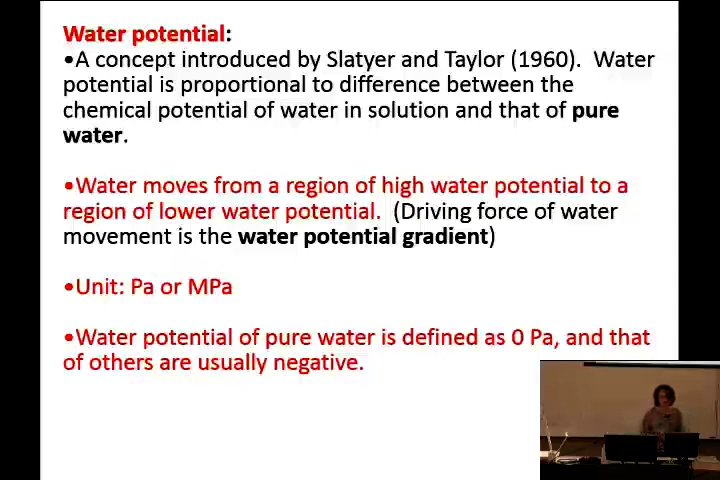 Water potential:
•A concept introduced by Slatyer and Taylor (1960).  Water
potential is proportional to difference between the
chemical potential of water in solution and that of pure
water.
•Water moves from a region of high water potential to a
region of lower water potential.  (Driving force of water
movement is the water potential gradient)
•Unit: Pa or MPa
•Water potential of pure water is defined as 0 Pa, and that
of others are usually negative.